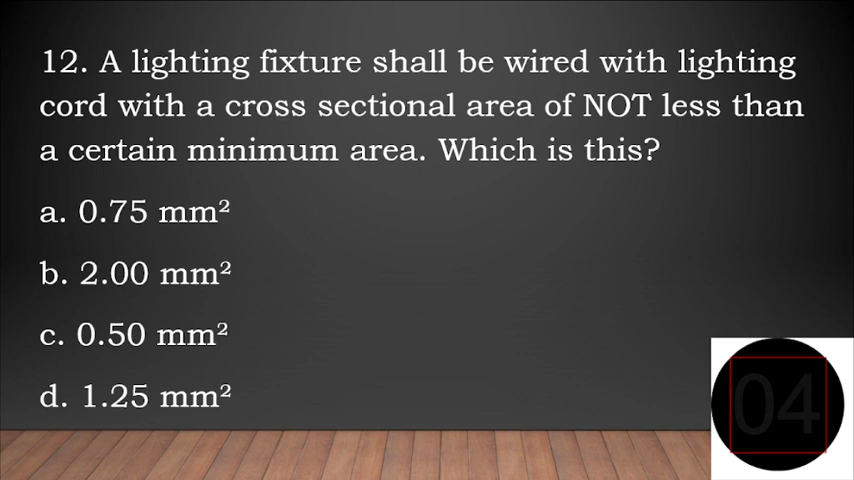 12. A lighting fixture shall be wired with lighting
cord with a cross sectional area of NOT less than
a certain minimum area. Which is this?
a. 0.75 mm²
b. 2.00 mm²
c. 0.50 mm²
d. 1.25 mm²
04